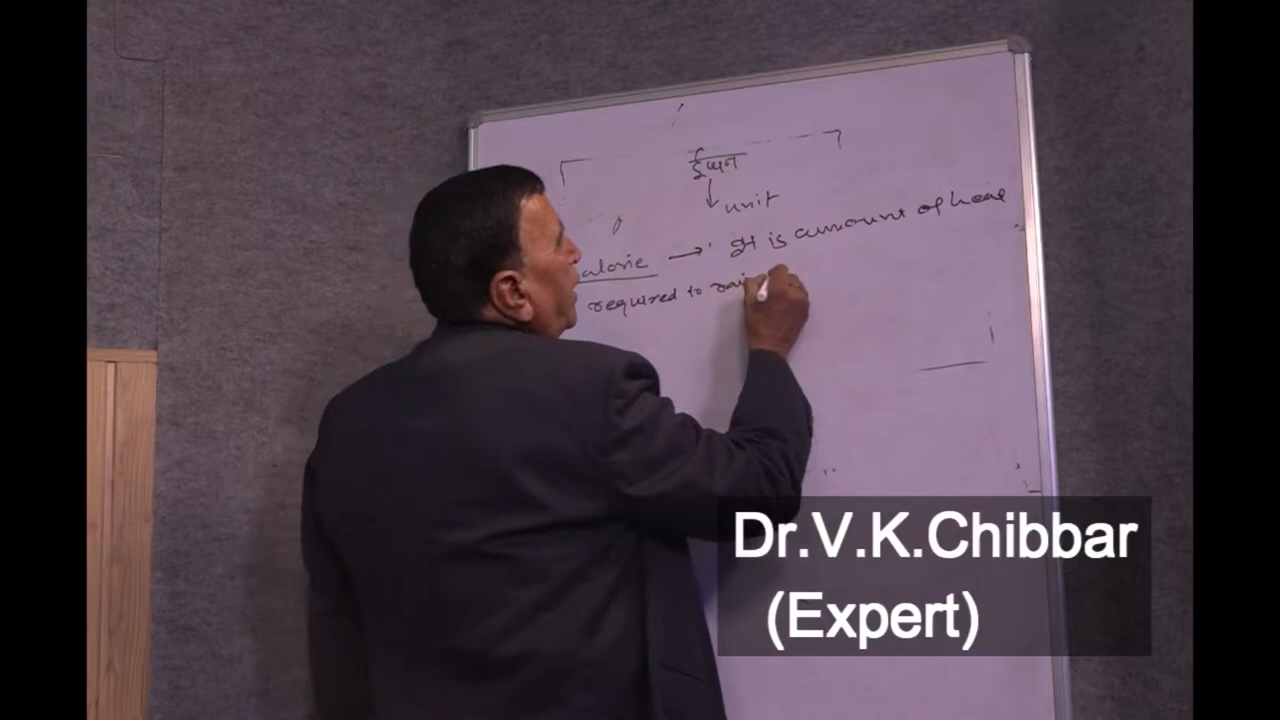 ईंधन
unit
alorie → It is amount of heat
required to rai
Dr.V.K.Chibbar
(Expert)